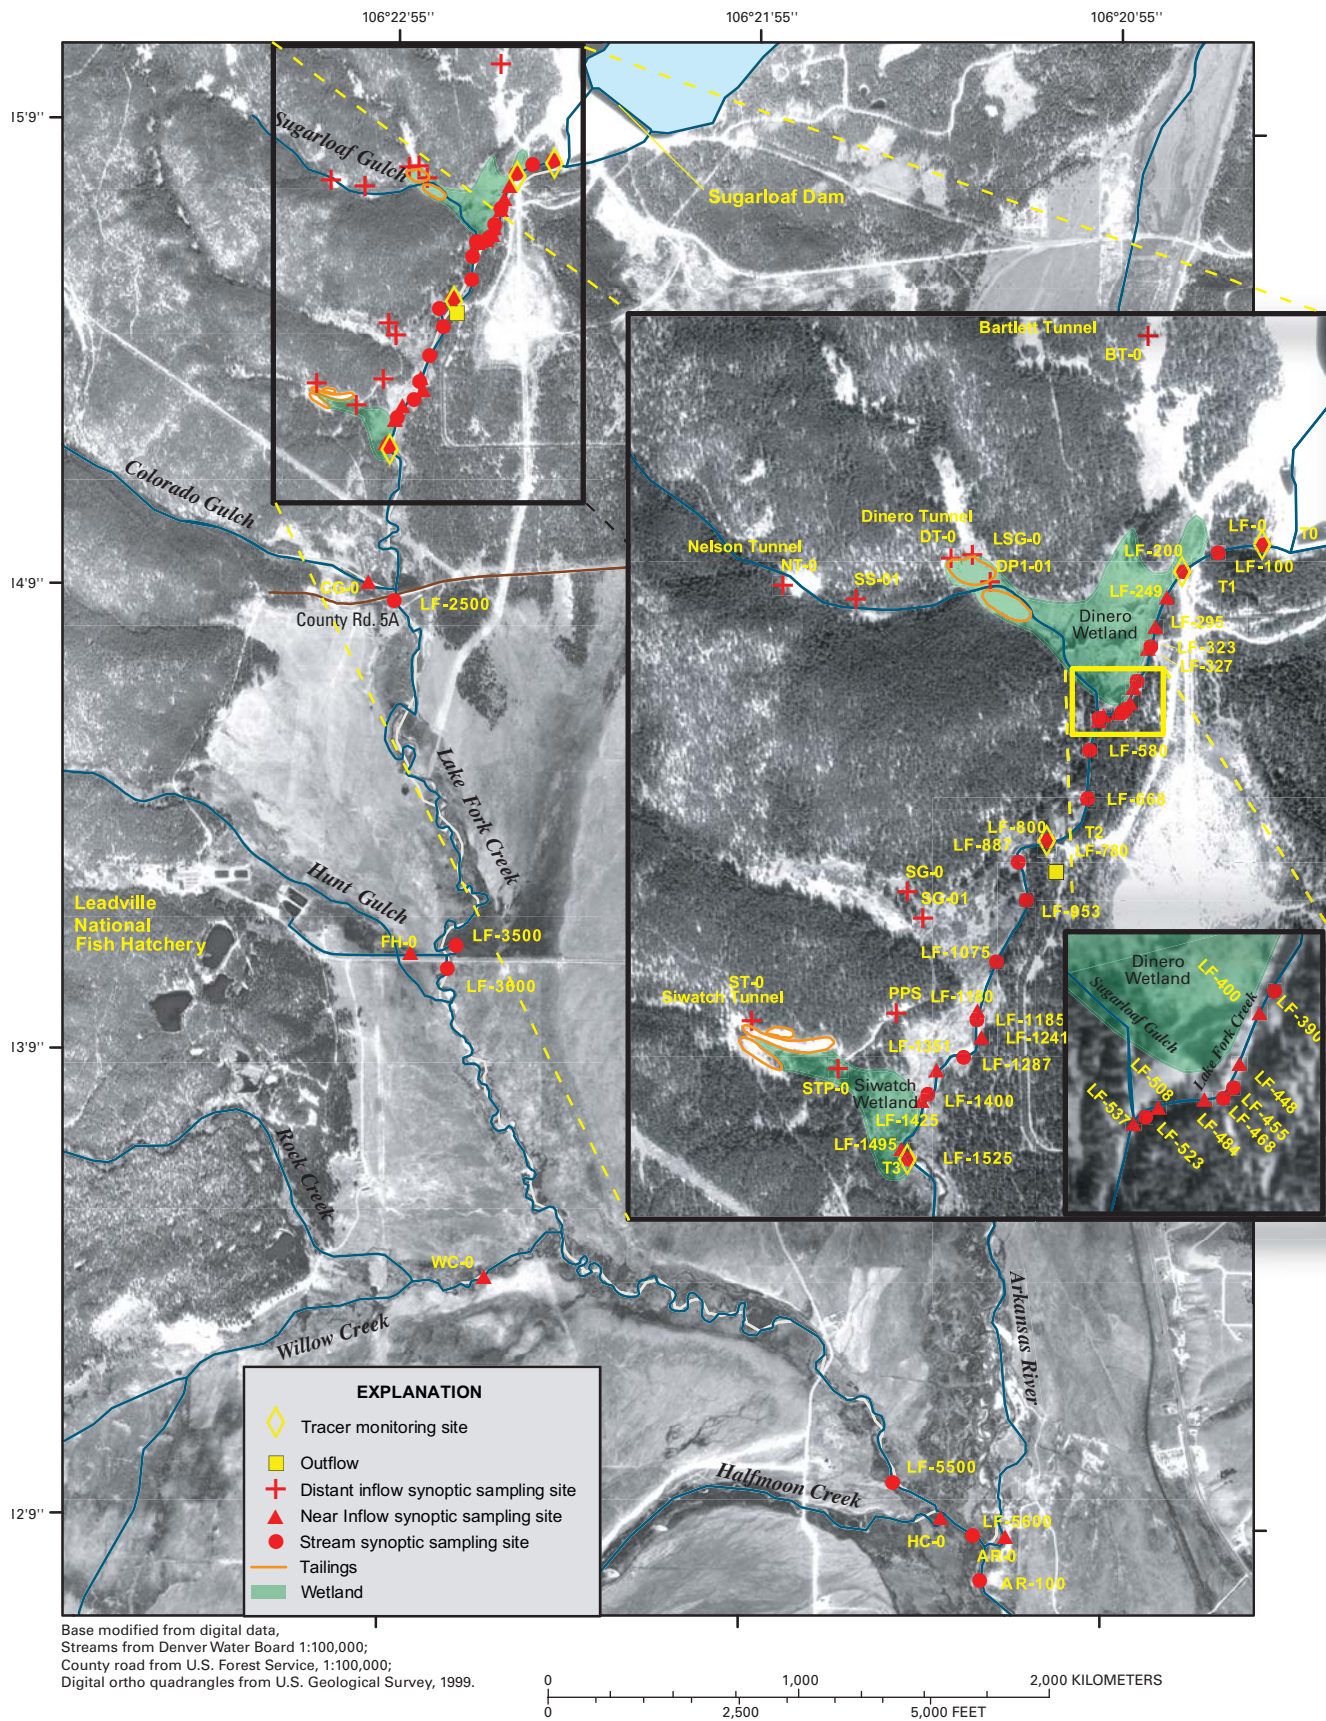 106°22'55''
106°21'55''
106°20'55''
15'9''
14'9''
13'9''
12'9''
Sugarloaf Gulch
Sugarloaf Dam
Colorado Gulch
CG-0
LF-2500
County Rd. 5A
Lake Fork Creek
Hunt Gulch
Leadville
National
Fish Hatchery
FH-0
LF-3500
LF-3600
Rock Creek
WC-0
Willow Creek
Arkansas River
Halfmoon Creek
LF-5500
HC-0
LF-5600
AR-0
AR-100
Bartlett Tunnel
BT-0
Dinero Tunnel
DT-0
LSG-0
DP1-01
Nelson Tunnel
NT-0
SS-01
LF-0
T0
LF-200
LF-100
T1
LF-249
Dinero
Wetland
LF-295
LF-323
LF-327
LF-580
LF-668
LF-800
T2
LF-780
LF-887
SG-0
SG-01
LF-953
LF-1075
ST-0
Siwatch Tunnel
PPS
LF-1180
LF-1185
LF-1241
LF-1351
LF-1287
STP-0
Siwatch
Wetland
LF-1400
LF-1425
LF-1495
T3
LF-1525
Dinero
Wetland
Sugarloaf Gulch
LF-400
Lake Fork Creek
LF-390
LF-508
LF-448
LF-455
LF-468
LF-484
LF-537
LF-523
EXPLANATION
Tracer monitoring site
Outflow
Distant inflow synoptic sampling site
Near Inflow synoptic sampling site
Stream synoptic sampling site
Tailings
Wetland
Base modified from digital data,
Streams from Denver Water Board 1:100,000;
County road from U.S. Forest Service, 1:100,000;
Digital ortho quadrangles from U.S. Geological Survey, 1999.
0 1,000 2,000 KILOMETERS
0 2,500 5,000 FEET